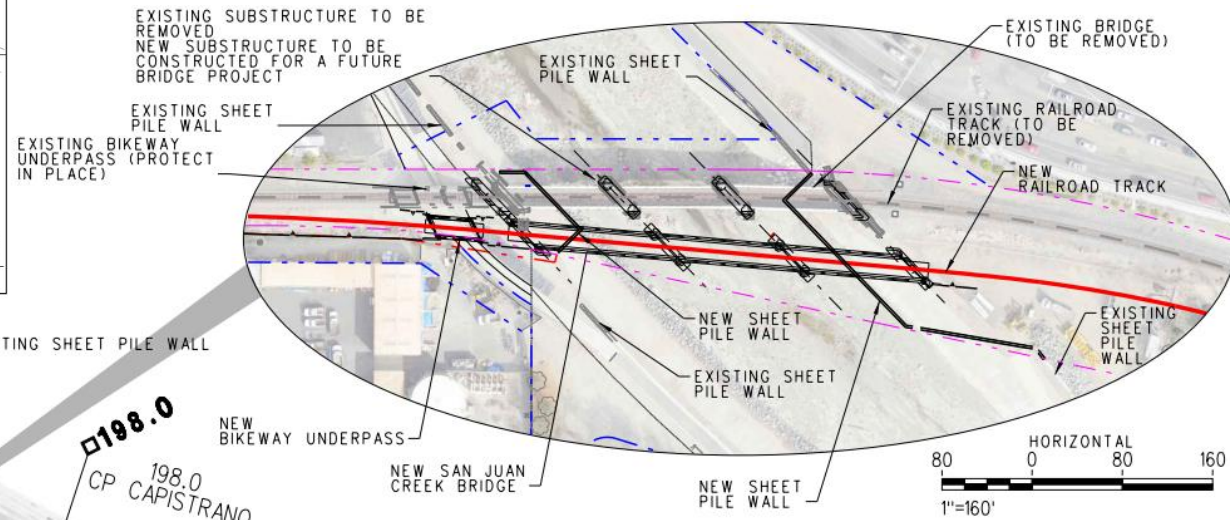 EXISTING SUBSTRUCTURE TO BE
REMOVED
NEW SUBSTRUCTURE TO BE
CONSTRUCTED FOR A FUTURE
BRIDGE PROJECT
EXISTING SHEET
PILE WALL
EXISTING BIKEWAY
UNDERPASS (PROTECT
IN PLACE)
EXISTING SHEET
PILE WALL
EXISTING BRIDGE
(TO BE REMOVED)
EXISTING RAILROAD
TRACK (TO BE
REMOVED)
NEW
RAILROAD TRACK
NEW SHEET
PILE WALL
EXISTING
SHEET
PILE
WALL
TING SHEET PILE WALL
EXISTING SHEET
PILE WALL
198.0
198.0
CP CAPISTRANO
NEW
BIKEWAY UNDERPASS
NEW SAN JUAN
CREEK BRIDGE
NEW SHEET
PILE WALL
HORIZONTAL
80 0 80 160
1"=160'